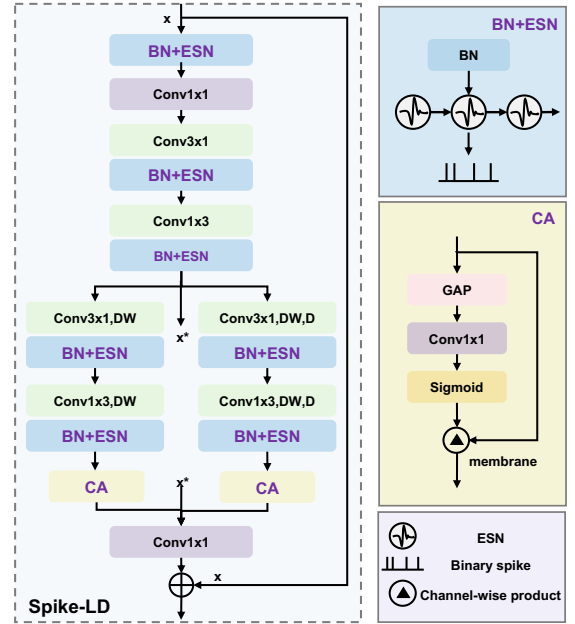 x
BN+ESN
Conv1x1
Conv3x1
BN+ESN
Conv1x3
BN+ESN
Conv3x1,DW
x*
Conv3x1,DW,D
BN+ESN
BN+ESN
Conv1x3,DW
Conv1x3,DW,D
BN+ESN
BN+ESN
CA
x*
CA
Conv1x1
x
Spike-LD
BN+ESN
BN
CA
GAP
Conv1x1
Sigmoid
membrane
ESN
Binary spike
Channel-wise product